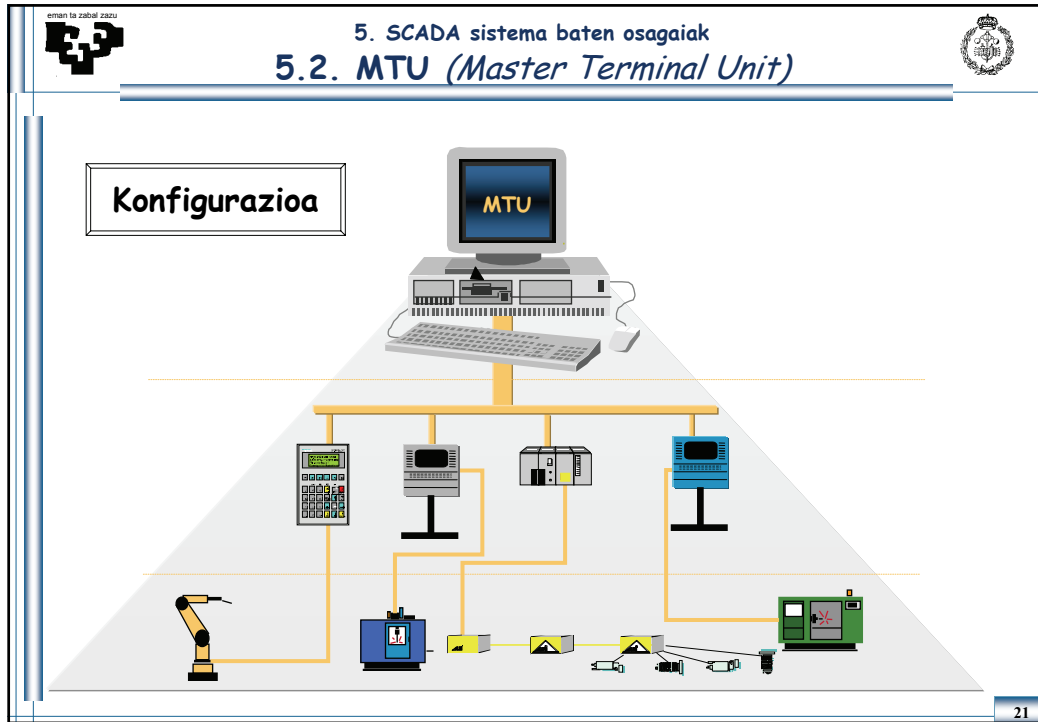 eman ta zabal zazu
5. SCADA sistema baten osagaiak
5.2. MTU (Master Terminal Unit)
Konfigurazioa
MTU
21